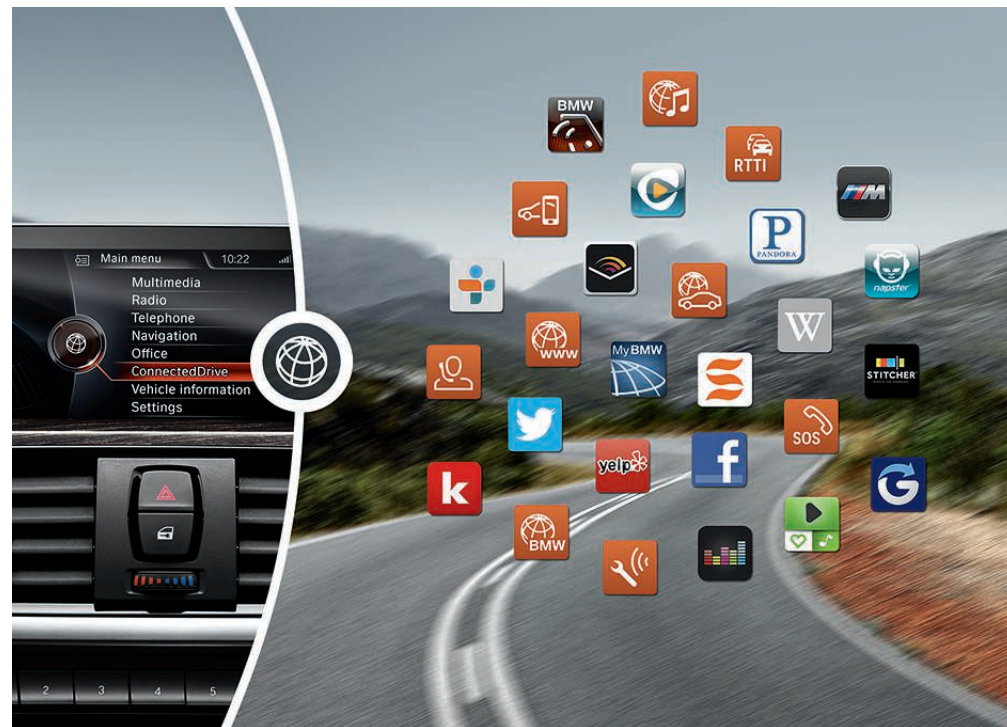 Main menu 10:22
Multimedia
Radio
Telephone
Navigation
Office
ConnectedDrive
Vehicle information
Settings
2 3 4 5
BMW
RTTI
M
P
PANDORA
napster
WWW
My BMW
W
STITCHER
SOS
yelp
f
k
G
BMW